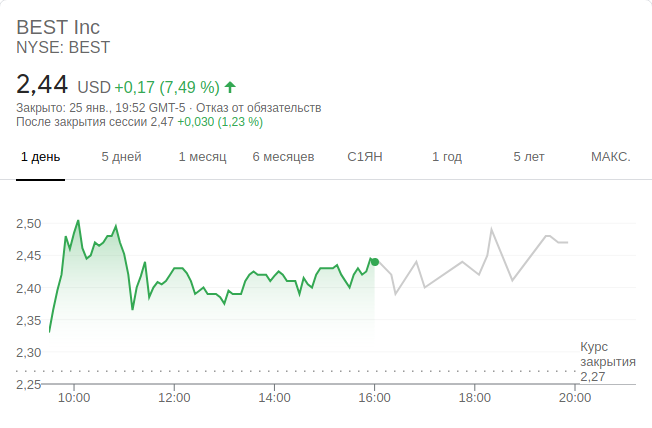 BEST Inc
NYSE: BEST
2,44 USD +0,17 (7,49 %)
Закрыто: 25 янв., 19:52 GMT-5 · Отказ от обязательств
После закрытия сессии 2,47 +0,030 (1,23 %)
1 день 5 дней 1 месяц 6 месяцев С1ЯН 1 год 5 лет МАКС.
2,50
2,45
2,40
2,35
2,30
Курс
закрытия
2,27
2,25
10:00 12:00 14:00 16:00 18:00 20:00